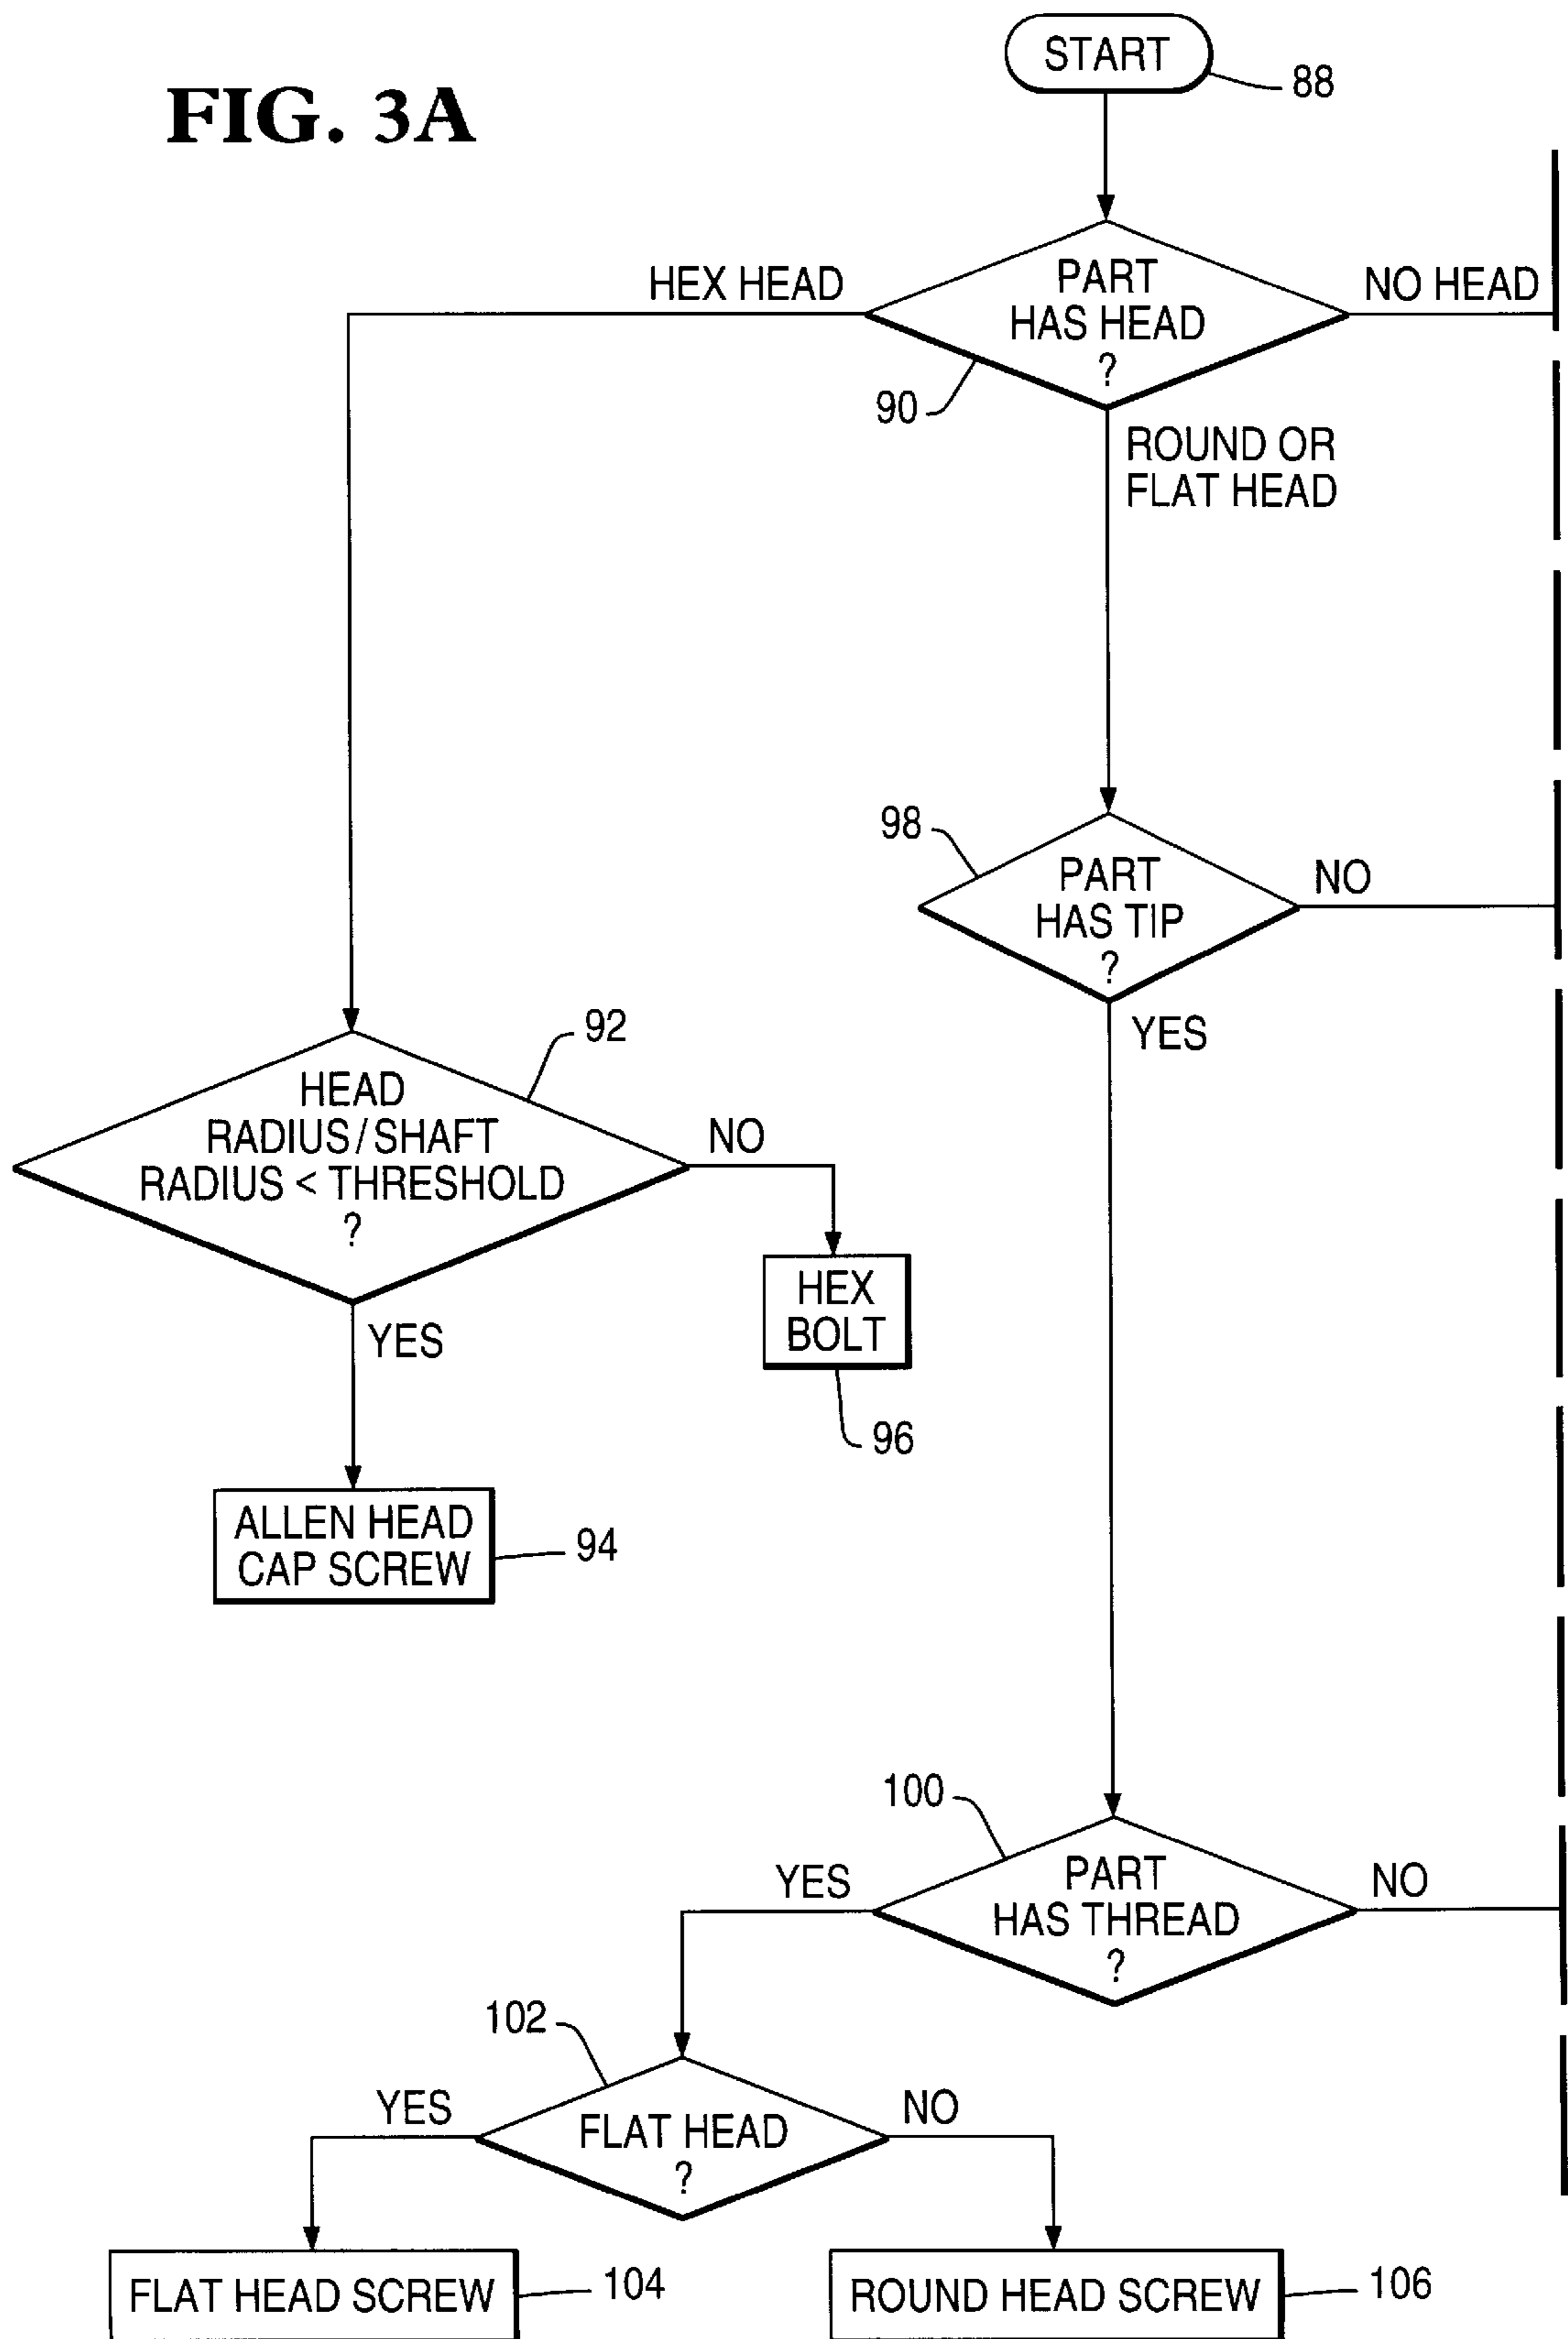 FIG. 3A
START
88
HEX HEAD
PART
HAS HEAD
?
NO HEAD
90
ROUND OR
FLAT HEAD
98
PART
HAS TIP
?
NO
YES
92
HEAD
RADIUS/SHAFT
RADIUS < THRESHOLD
?
NO
YES
HEX
BOLT
96
ALLEN HEAD
CAP SCREW
94
100
PART
HAS THREAD
?
YES
NO
102
FLAT HEAD
?
YES
NO
FLAT HEAD SCREW
104
ROUND HEAD SCREW
106